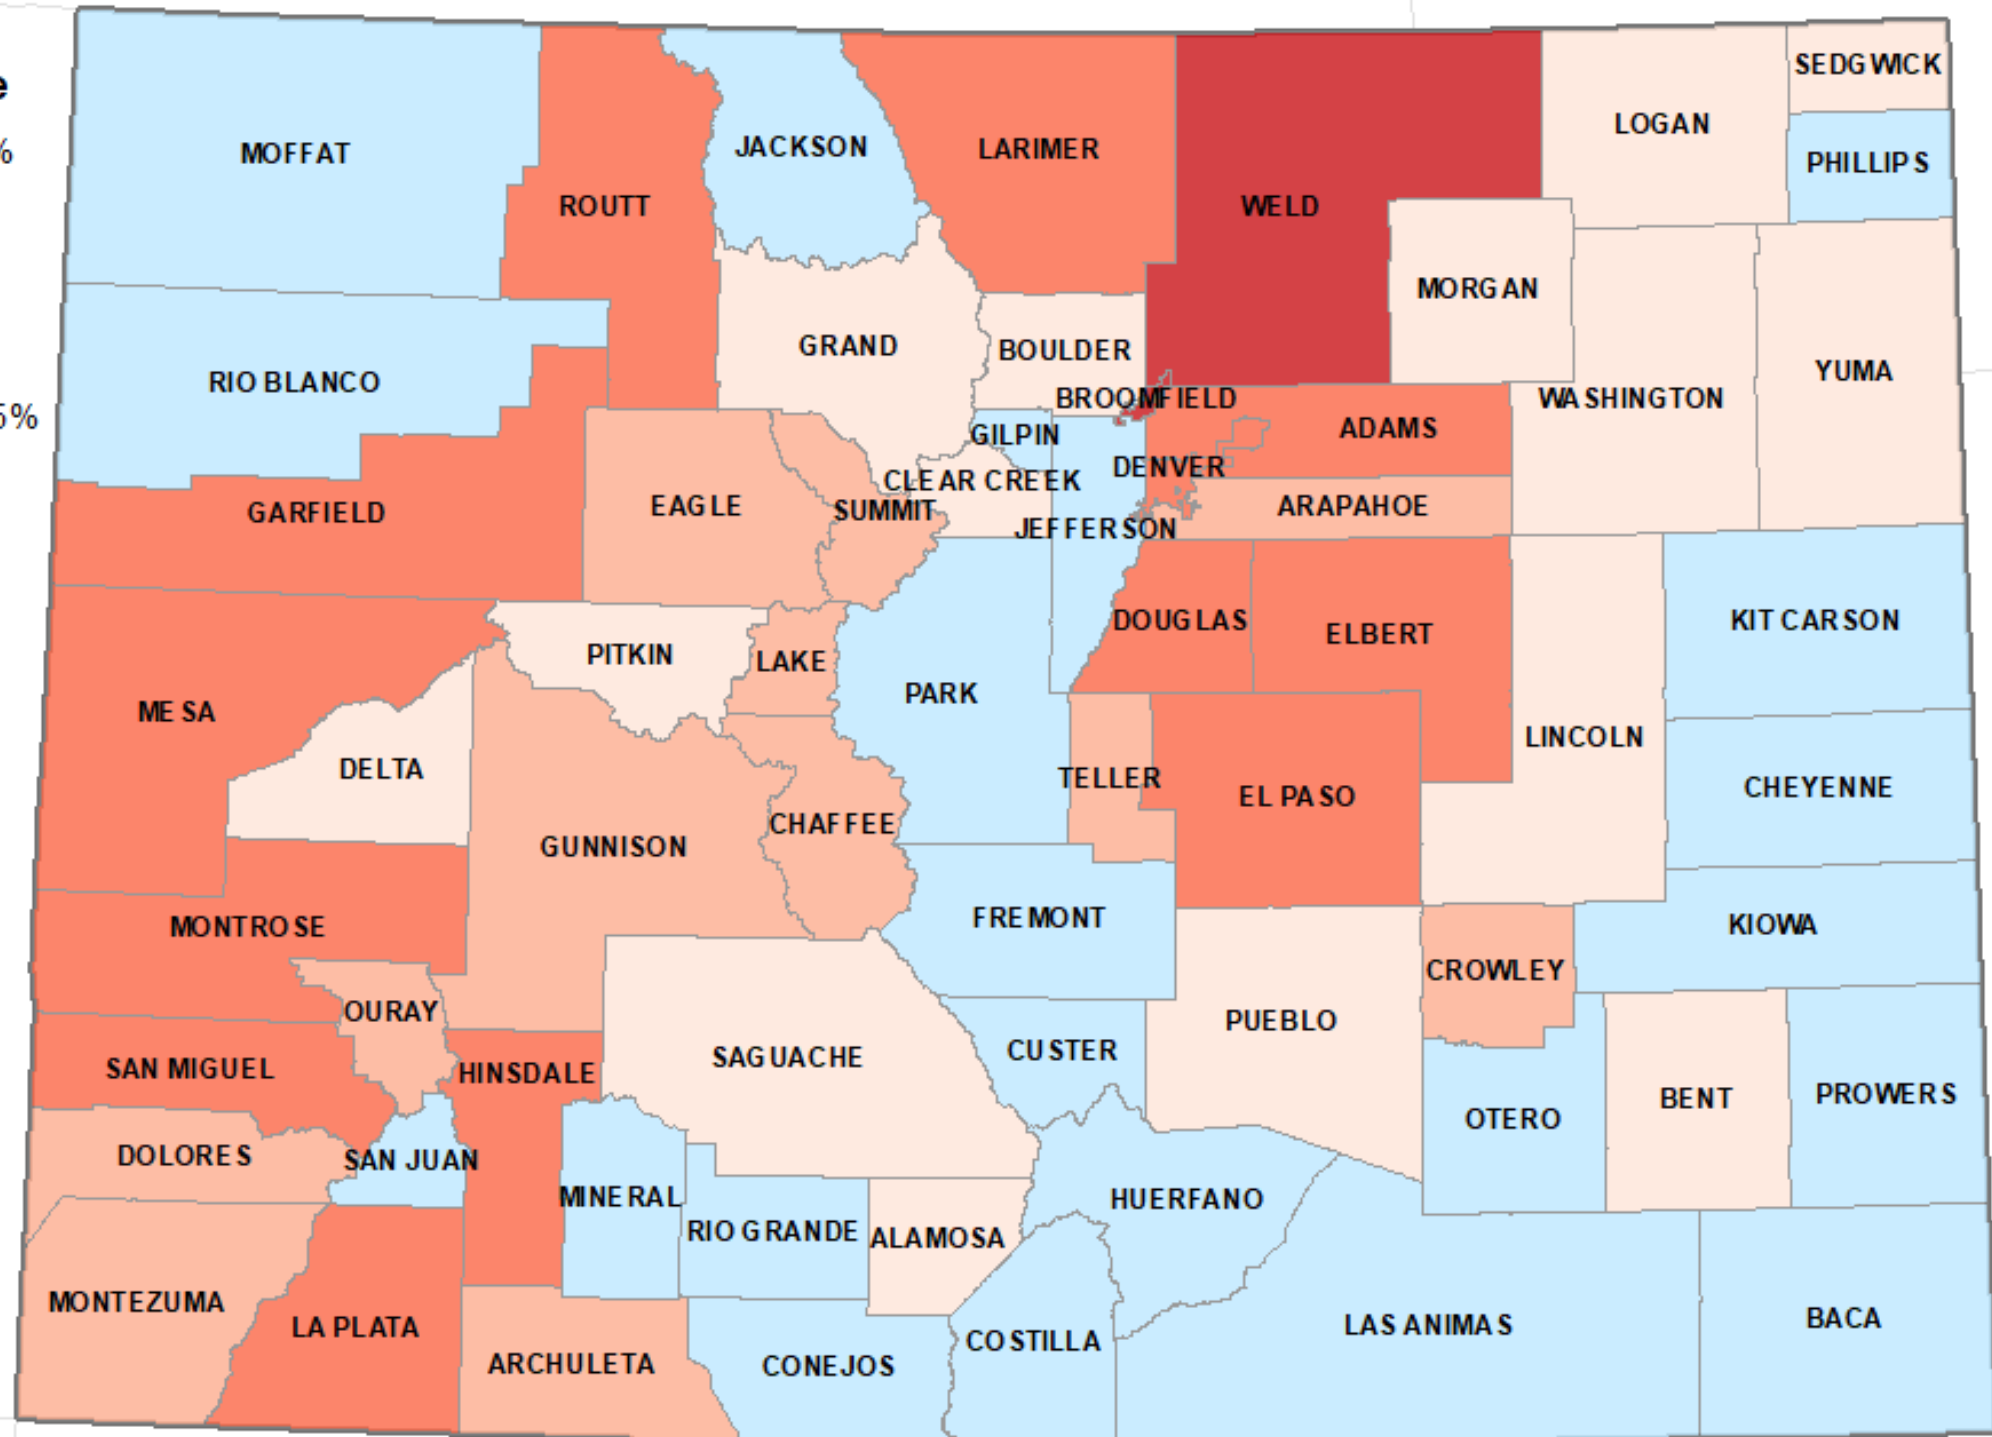 e
%
5%
SEDGWICK
LOGAN
MOFFAT
JACKSON
LARIMER
PHILLIPS
ROUTT
WELD
MORGAN
GRAND
BOULDER
YUMA
RIO BLANCO
BROOMFIELD
WASHINGTON
GILPIN
ADAMS
DENVER
CLEAR CREEK
EAGLE
ARAPAHOE
GARFIELD
SUMMIT
JEFFERSON
DOUGLAS
KIT CARSON
ELBERT
PITKIN
LAKE
PARK
MESA
LINCOLN
DELTA
TELLER
CHEYENNE
EL PASO
CHAFFEE
GUNNISON
FREMONT
KIOWA
MONTROSE
CROWLEY
OURAY
PUEBLO
CUSTER
SAGUACHE
SAN MIGUEL
HINSDALE
PROWERS
BENT
OTERO
DOLORES
SAN JUAN
MINERAL
HUERFANO
RIO GRANDE
ALAMOSA
MONTEZUMA
BACA
LAS ANIMAS
LA PLATA
COSTILLA
ARCHULETA
CONEJOS